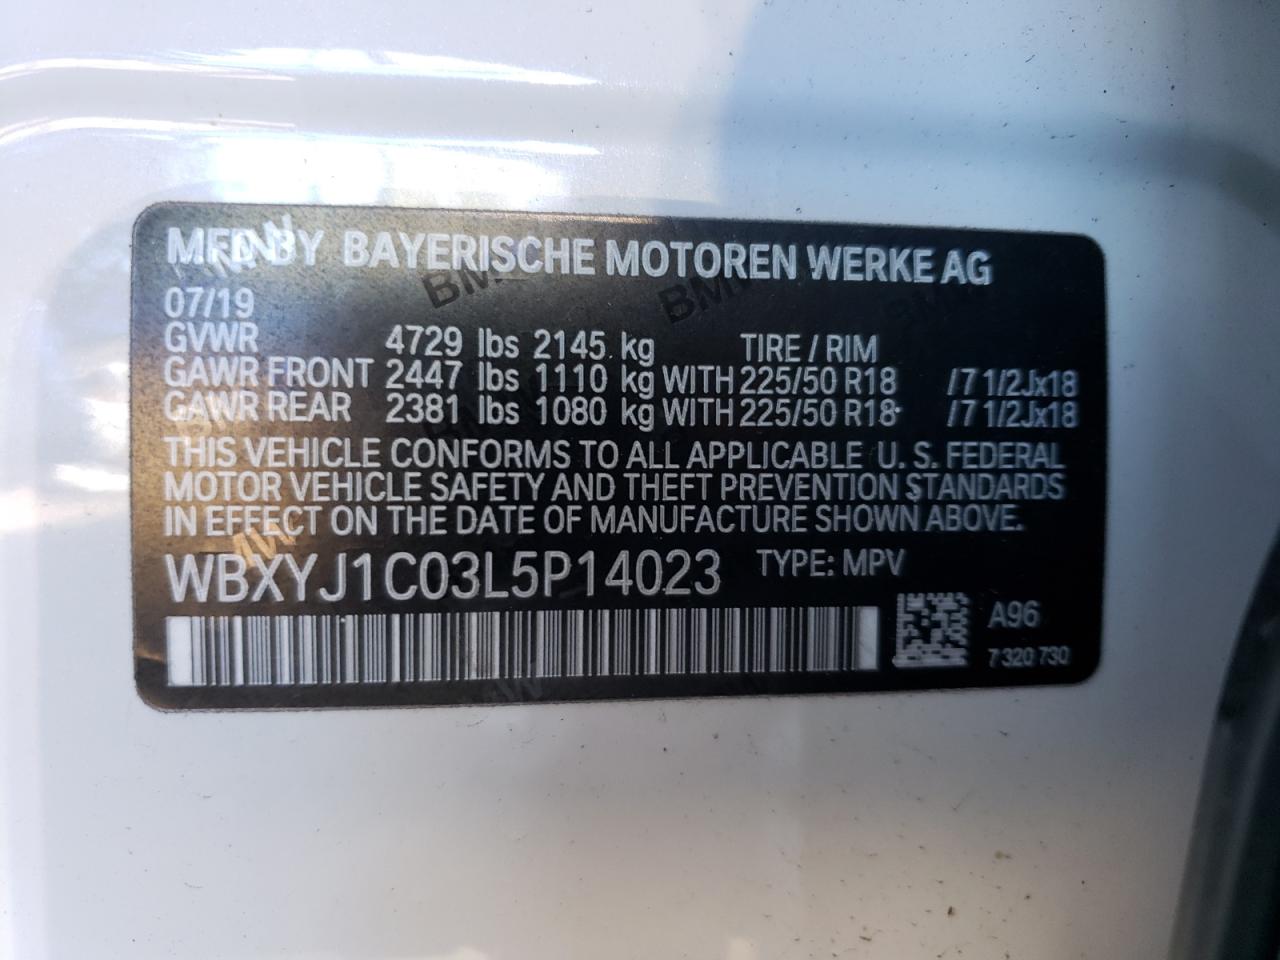 MFD BY BAYERISCHE MOTOREN WERKE AG
07/19
GVWR 4729 lbs 2145 kg TIRE / RIM
GAWR FRONT 2447 lbs 1110 kg WITH 225/50 R18 /7 1/2Jx18
GAWR REAR 2381 lbs 1080 kg WITH 225/50 R18 /7 1/2Jx18
THIS VEHICLE CONFORMS TO ALL APPLICABLE U. S. FEDERAL
MOTOR VEHICLE SAFETY AND THEFT PREVENTION STANDARDS
IN EFFECT ON THE DATE OF MANUFACTURE SHOWN ABOVE.
WBXYJ1C03L5P14023 TYPE: MPV
A96
7 320 730